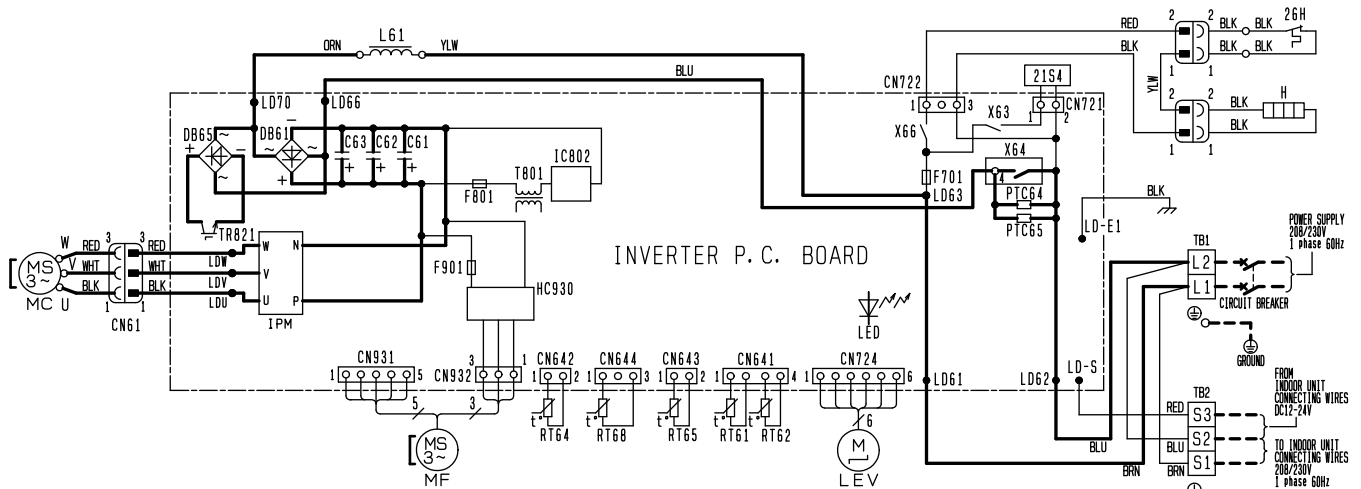 ORN
L61
YLW
BLU
RED
BLK
YLW
2 2
1 1
BLK BLK
BLK BLK
26H
2 2
1 1
BLK
BLK
H
LD70
LD66
CN722
1 3
21S4
CN721
1 2
X63
X66
DB65
DB61
~
+
-
~
-
~
~
+
C63
C62
C61
+
+
+
T801
IC802
F801
X64
4
F701
LD63
PTC64
PTC65
BLK
LD-E1
TR821
INVERTER P.C. BOARD
POWER SUPPLY
208/230V
1 phase 60Hz
TB1
L2
L1
CIRCUIT BREAKER
GROUND
W
V
U
MS
3~
MC
RED
WHT
BLK
3 3
1 1
RED
WHT
BLK
CN61
LDW
LDV
LDU
W
V
U
N
P
IPM
F901
HC930
LED
CN931
1 5
CN932
3 1
CN642
1 2
CN644
1 3
CN643
1 2
CN641
1 4
CN724
1 6
LD61
LD62
LD-S
5
3
MS
3~
MF
t°
RT64
t°
RT68
t°
RT65
t°
RT61
t°
RT62
6
M
LEV
TB2
RED
S3
BLU
BLU
S2
BRN
BRN
S1
FROM
INDOOR UNIT
CONNECTING WIRES
DC12-24V
TO INDOOR UNIT
CONNECTING WIRES
208/230V
1 phase 60Hz